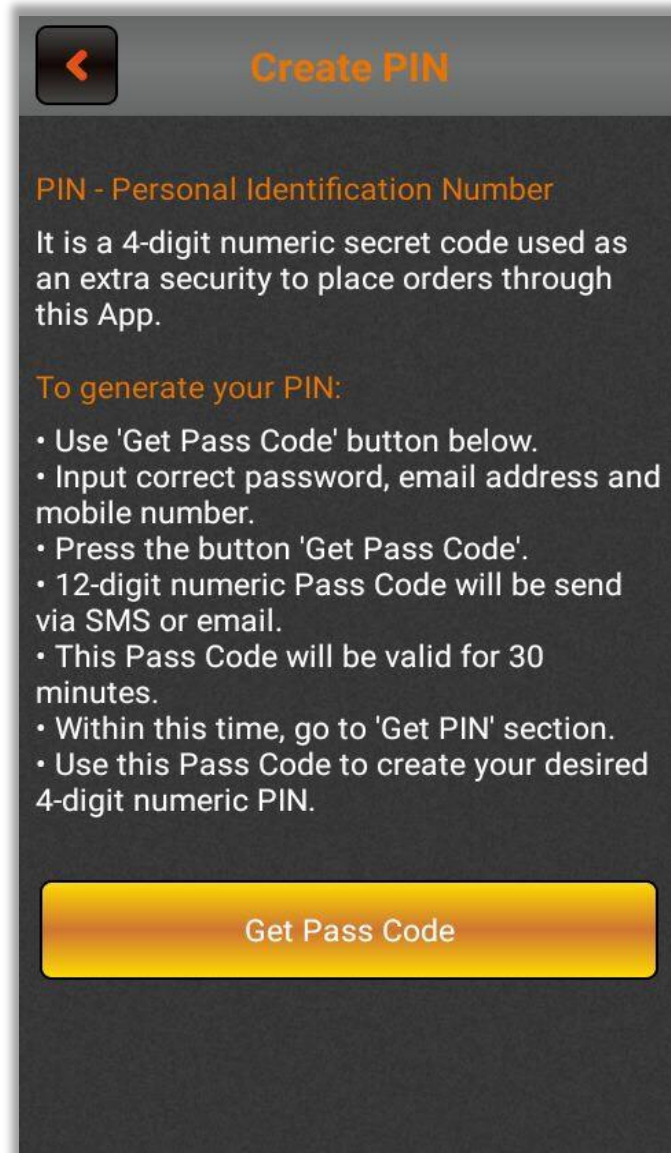 Create PIN
PIN - Personal Identification Number
It is a 4-digit numeric secret code used as
an extra security to place orders through
this App.
To generate your PIN:
• Use 'Get Pass Code' button below.
• Input correct password, email address and
mobile number.
• Press the button 'Get Pass Code'.
• 12-digit numeric Pass Code will be send
via SMS or email.
• This Pass Code will be valid for 30
minutes.
• Within this time, go to 'Get PIN' section.
• Use this Pass Code to create your desired
4-digit numeric PIN.
Get Pass Code